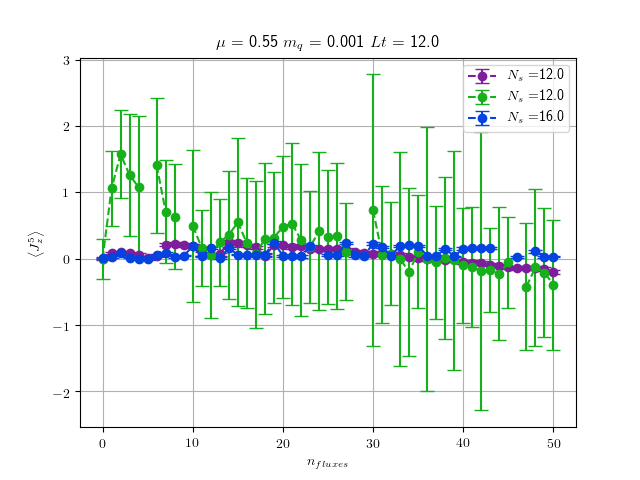 μ = 0.55 m_q = 0.001 Lt = 12.0
N_s =12.0
N_s =12.0
N_s =16.0
⟨J_z^5⟩
3
2
1
0
−1
−2
0 10 20 30 40 50
n_fluxes